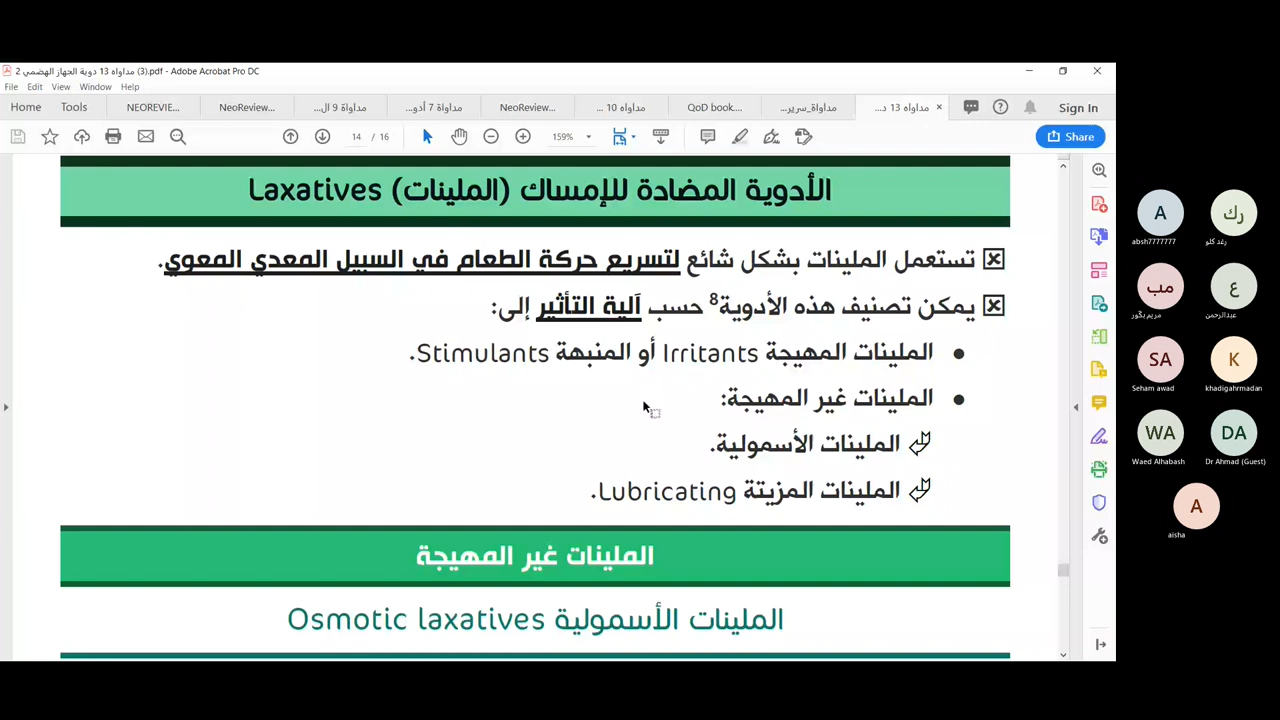 مداواه 13 دوية الجهاز الهضمي 2 (3).pdf - Adobe Acrobat Pro DC
File Edit View Window Help
Home Tools NEOREVIE... NeoReview... مداواة 9 ال... مداواة 7 أدو... NeoReview... مداواه 10 ... QoD book.... مداواة_سرير... مداواه 13 د... × Sign In
14 / 16 159% Share
الأدوية المضادة للإمساك (الملينات) Laxatives
تستعمل الملينات بشكل شائع لتسريع حركة الطعام في السبيل المعدي المعوي.
يمكن تصنيف هذه الأدوية⁸ حسب آلية التأثير إلى:
• الملينات المهيجة Irritants أو المنبهة Stimulants.
• الملينات غير المهيجة:
الملينات الأسمولية.
الملينات المزيتة Lubricating.
الملينات غير المهيجة
الملينات الأسمولية Osmotic laxatives
A رك
absh7777777 رغد كلو
مب ع
مريم بكور عبدالرحمن
SA K
Seham awad khadigahrmadan
WA DA
Waed Alhabash Dr Ahmad (Guest)
A
aisha